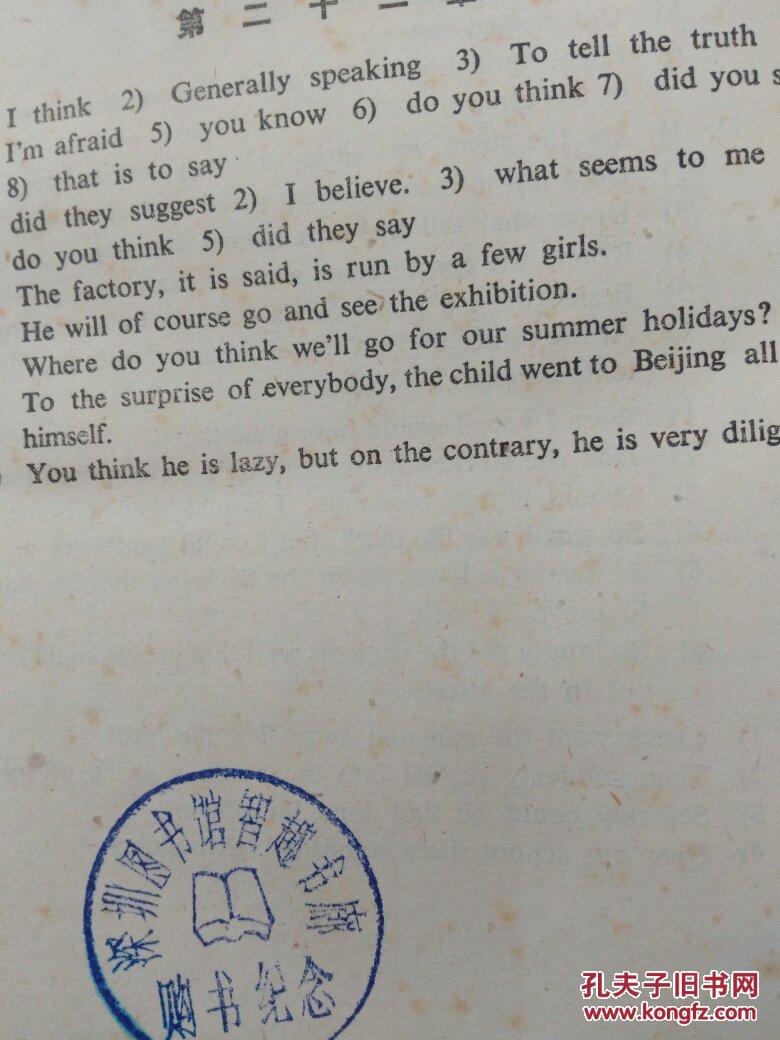 第二十一章
I think 2) Generally speaking 3) To tell the truth
I'm afraid 5) you know 6) do you think 7) did you s
8) that is to say
did they suggest 2) I believe. 3) what seems to me
do you think 5) did they say
The factory, it is said, is run by a few girls.
He will of course go and see the exhibition.
Where do you think we'll go for our summer holidays?
To the surprise of everybody, the child went to Beijing all
himself.
You think he is lazy, but on the contrary, he is very dilig
深圳图书馆智趣书廊
购书纪念
孔夫子旧书网
www.kongfz.com